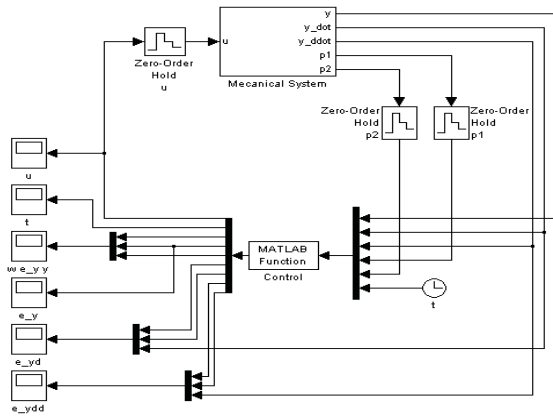 y
y_dot
y_ddot
p1
p2
u
Mecanical System
Zero-Order
Hold
u
Zero-Order
Hold
p2
Zero-Order
Hold
p1
u
t
w e_y y
e_y
e_yd
e_ydd
MATLAB
Function
Control
t